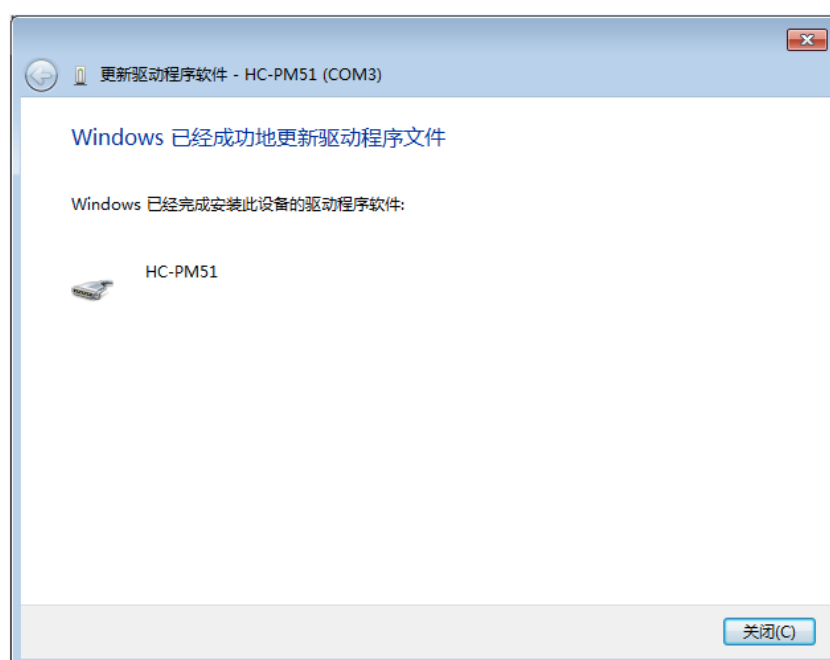 更新驱动程序软件 - HC-PM51 (COM3)
Windows 已经成功地更新驱动程序文件
Windows 已经完成安装此设备的驱动程序软件:
HC-PM51
关闭(C)